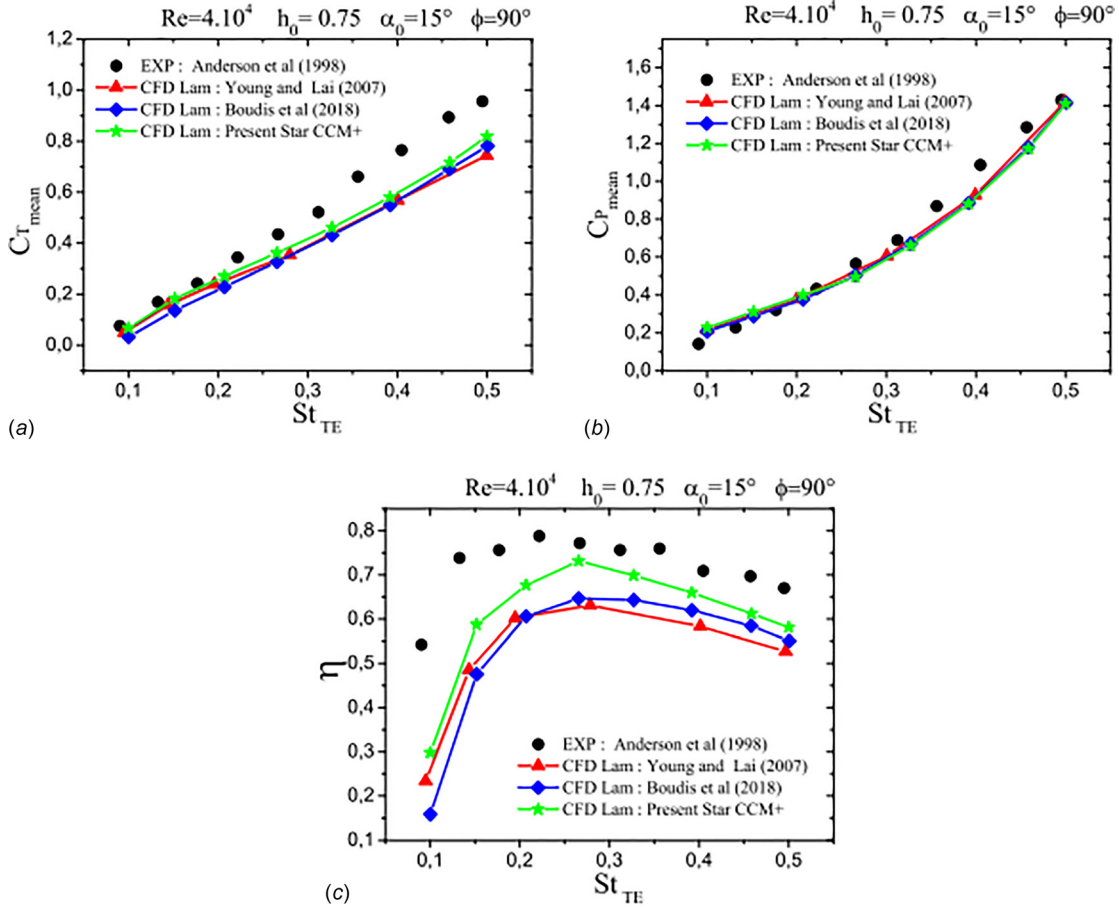 Re=4.10⁴ h₀= 0.75 α₀=15° ϕ=90°
1,2
1,0
0,8
0,6
0,4
0,2
0,0
C_T mean
EXP : Anderson et al (1998)
CFD Lam : Young and Lai (2007)
CFD Lam : Boudis et al (2018)
CFD Lam : Present Star CCM+
0,1 0,2 0,3 0,4 0,5
St_TE
(a)
Re=4.10⁴ h₀= 0.75 α₀=15° ϕ=90°
1,6
1,4
1,2
1,0
0,8
0,6
0,4
0,2
0,0
C_P mean
EXP : Anderson et al (1998)
CFD Lam : Young and Lai (2007)
CFD Lam : Boudis et al (2018)
CFD Lam : Present Star CCM+
0,1 0,2 0,3 0,4 0,5
St_TE
(b)
Re=4.10⁴ h₀= 0.75 α₀=15° ϕ=90°
0,8
0,7
0,6
0,5
0,4
0,3
0,2
0,1
η
EXP : Anderson et al (1998)
CFD Lam : Young and Lai (2007)
CFD Lam : Boudis et al (2018)
CFD Lam : Present Star CCM+
0,1 0,2 0,3 0,4 0,5
St_TE
(c)